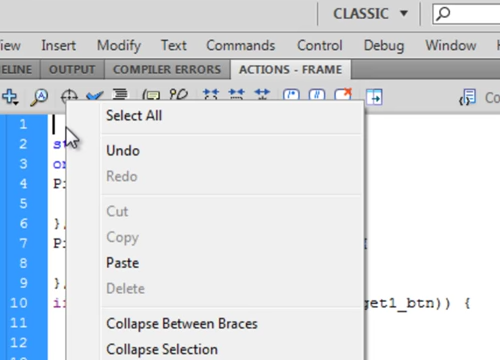 CLASSIC
iew Insert Modify Text Commands Control Debug Window
ELINE OUTPUT COMPILER ERRORS ACTIONS - FRAME
Co
1
2 s
3 on
4 P
5
6 },
7 P
8
9 },
10 i get1_btn)) {
11
12
Select All
Undo
Redo
Cut
Copy
Paste
Delete
Collapse Between Braces
Collapse Selection